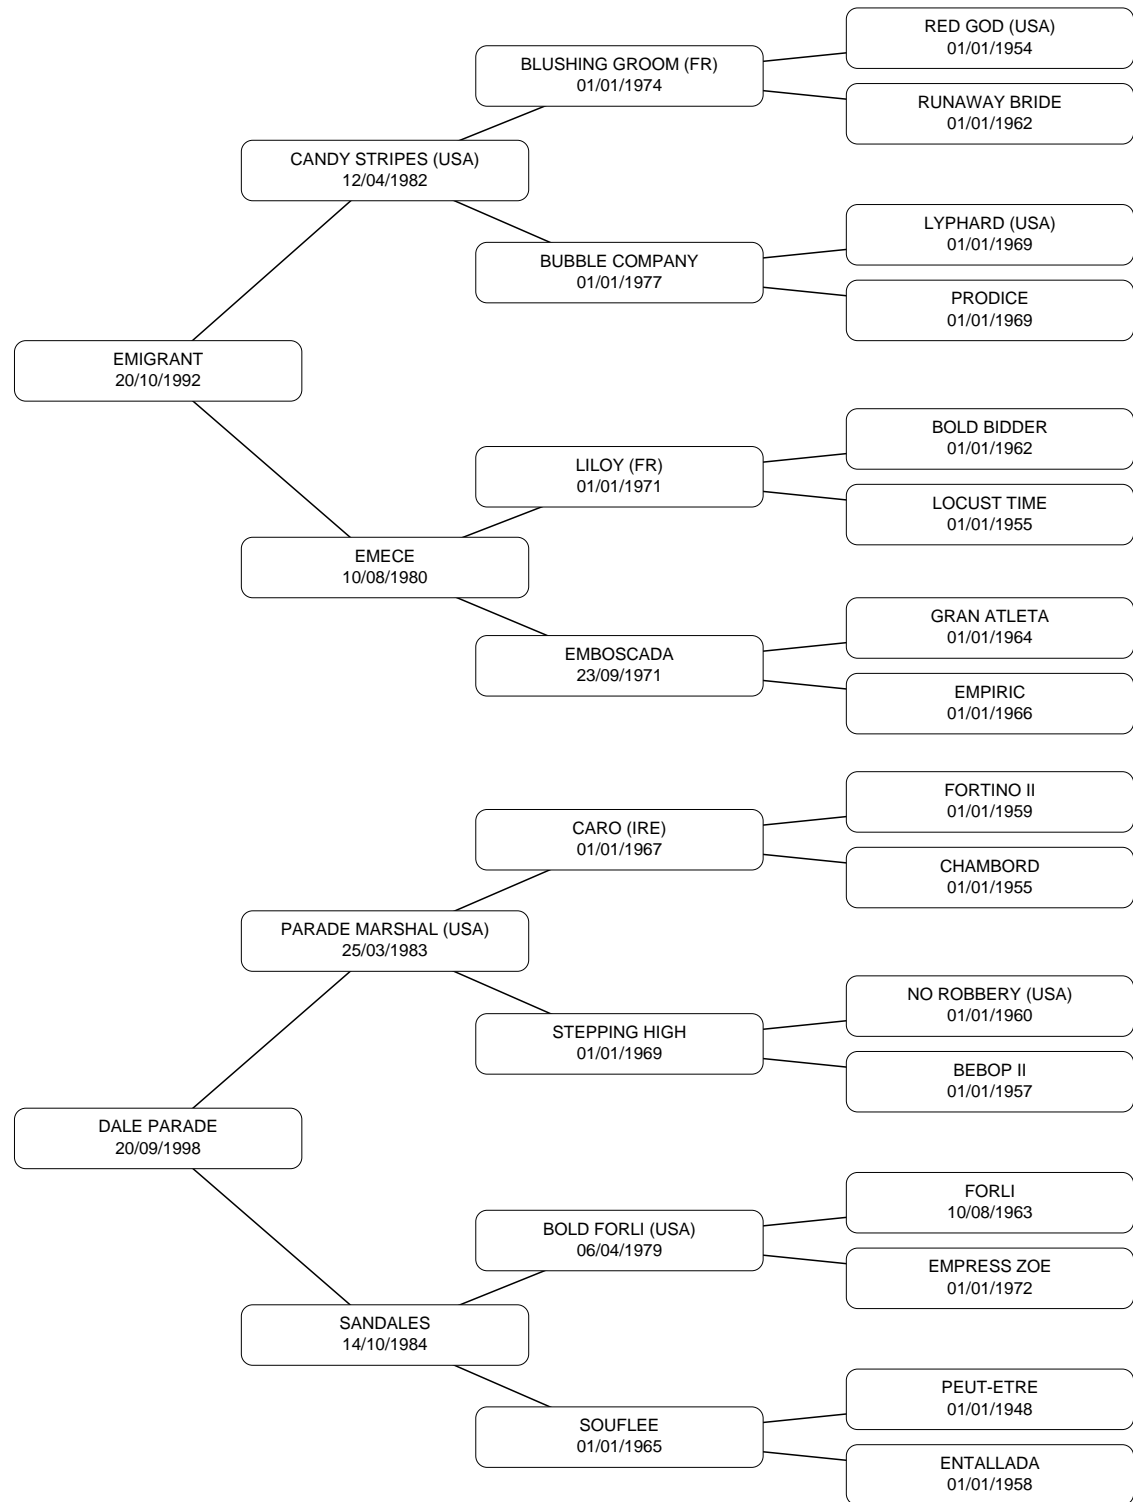 RED GOD (USA)
01/01/1954
BLUSHING GROOM (FR)
01/01/1974
RUNAWAY BRIDE
01/01/1962
CANDY STRIPES (USA)
12/04/1982
LYPHARD (USA)
01/01/1969
BUBBLE COMPANY
01/01/1977
PRODICE
01/01/1969
EMIGRANT
20/10/1992
BOLD BIDDER
01/01/1962
LILOY (FR)
01/01/1971
LOCUST TIME
01/01/1955
EMECE
10/08/1980
GRAN ATLETA
01/01/1964
EMBOSCADA
23/09/1971
EMPIRIC
01/01/1966
FORTINO II
01/01/1959
CARO (IRE)
01/01/1967
CHAMBORD
01/01/1955
PARADE MARSHAL (USA)
25/03/1983
NO ROBBERY (USA)
01/01/1960
STEPPING HIGH
01/01/1969
BEBOP II
01/01/1957
DALE PARADE
20/09/1998
FORLI
10/08/1963
BOLD FORLI (USA)
06/04/1979
EMPRESS ZOE
01/01/1972
SANDALES
14/10/1984
PEUT-ETRE
01/01/1948
SOUFLEE
01/01/1965
ENTALLADA
01/01/1958